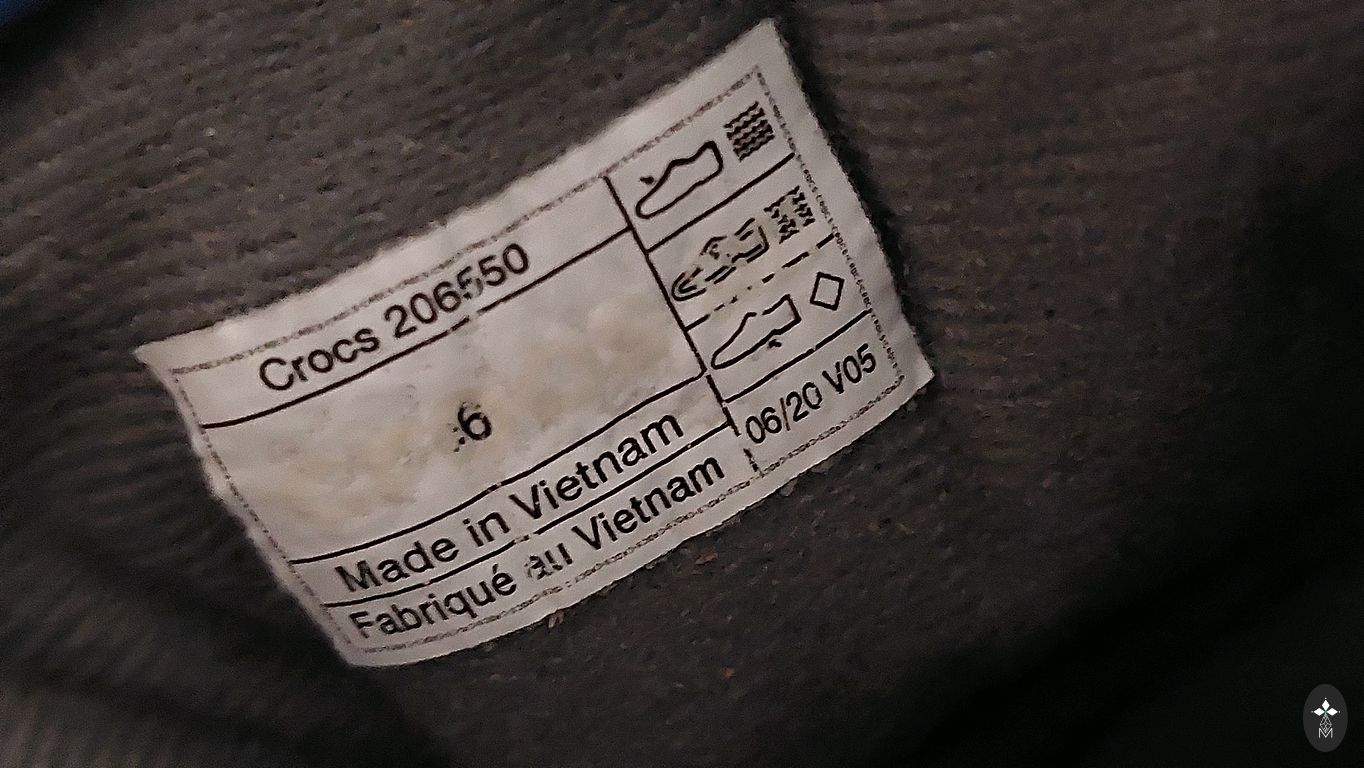 Crocs 206550
6
Made in Vietnam
Fabriqué au Vietnam
06/20 V05